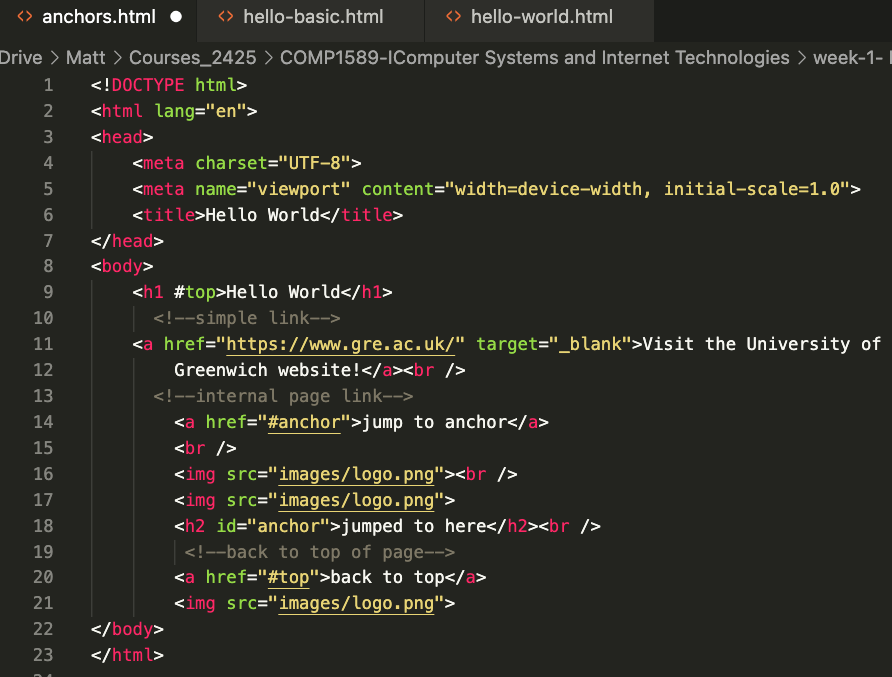 <> anchors.html ● <> hello-basic.html <> hello-world.html
Drive > Matt > Courses_2425 > COMP1589-IComputer Systems and Internet Technologies > week-1-
1 <!DOCTYPE html>
2 <html lang="en">
3 <head>
4     <meta charset="UTF-8">
5     <meta name="viewport" content="width=device-width, initial-scale=1.0">
6     <title>Hello World</title>
7 </head>
8 <body>
9     <h1 #top>Hello World</h1>
10       <!--simple link-->
11     <a href="https://www.gre.ac.uk/" target="_blank">Visit the University of
12         Greenwich website!</a><br />
13       <!--internal page link-->
14         <a href="#anchor">jump to anchor</a>
15         <br />
16         <img src="images/logo.png"><br />
17         <img src="images/logo.png">
18         <h2 id="anchor">jumped to here</h2><br />
19          <!--back to top of page-->
20         <a href="#top">back to top</a>
21         <img src="images/logo.png">
22 </body>
23 </html>